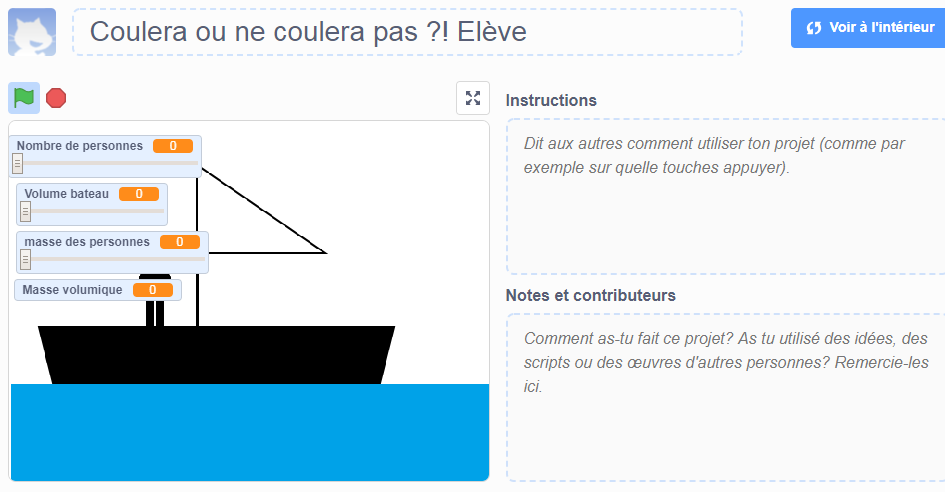 Coulera ou ne coulera pas ?! Elève
Voir à l'intérieur
Instructions
Dit aux autres comment utiliser ton projet (comme par
exemple sur quelle touches appuyer).
Nombre de personnes 0
Volume bateau 0
masse des personnes 0
Masse volumique 0
Notes et contributeurs
Comment as-tu fait ce projet? As tu utilisé des idées, des
scripts ou des œuvres d'autres personnes? Remercie-les
ici.